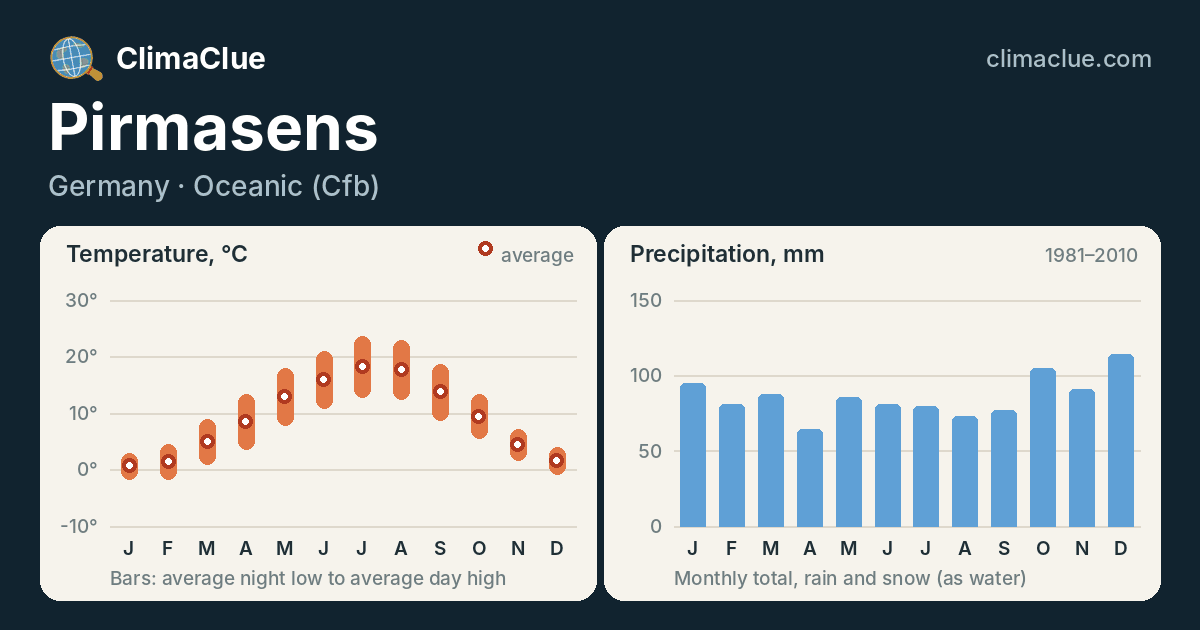 ClimaClue
climaclue.com
Pirmasens
Germany · Oceanic (Cfb)
Temperature, °C
average
30°
20°
10°
0°
-10°
J F M A M J J A S O N D
Bars: average night low to average day high
Precipitation, mm
1981–2010
150
100
50
0
J F M A M J J A S O N D
Monthly total, rain and snow (as water)